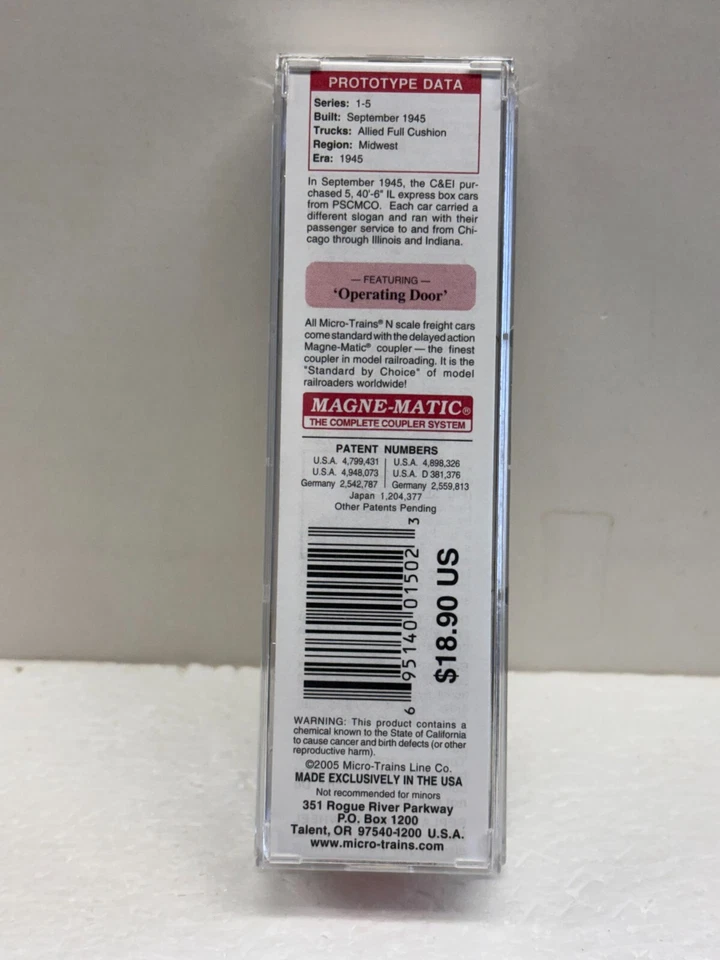 PROTOTYPE DATA
Series: 1-5
Built: September 1945
Trucks: Allied Full Cushion
Region: Midwest
Era: 1945
In September 1945, the C&EI pur-
chased 5, 40'-6" IL express box cars
from PSCMCO. Each car carried a
different slogan and ran with their
passenger service to and from Chi-
cago through Illinois and Indiana.
— FEATURING —
'Operating Door'
All Micro-Trains® N scale freight cars
come standard with the delayed action
Magne-Matic® coupler — the finest
coupler in model railroading. It is the
"Standard by Choice" of model
railroaders worldwide!
MAGNE-MATIC®
THE COMPLETE COUPLER SYSTEM
PATENT NUMBERS
U.S.A. 4,799,431 U.S.A. 4,898,326
U.S.A. 4,948,073 U.S.A. D 381,376
Germany 2,542,787 Germany 2,559,813
Japan 1,204,377
Other Patents Pending
6 95140 01502 3
$18.90 US
WARNING: This product contains a
chemical known to the State of California
to cause cancer and birth defects (or other
reproductive harm).
©2005 Micro-Trains Line Co.
MADE EXCLUSIVELY IN THE USA
Not recommended for minors
351 Rogue River Parkway
P.O. Box 1200
Talent, OR 97540-1200 U.S.A.
www.micro-trains.com